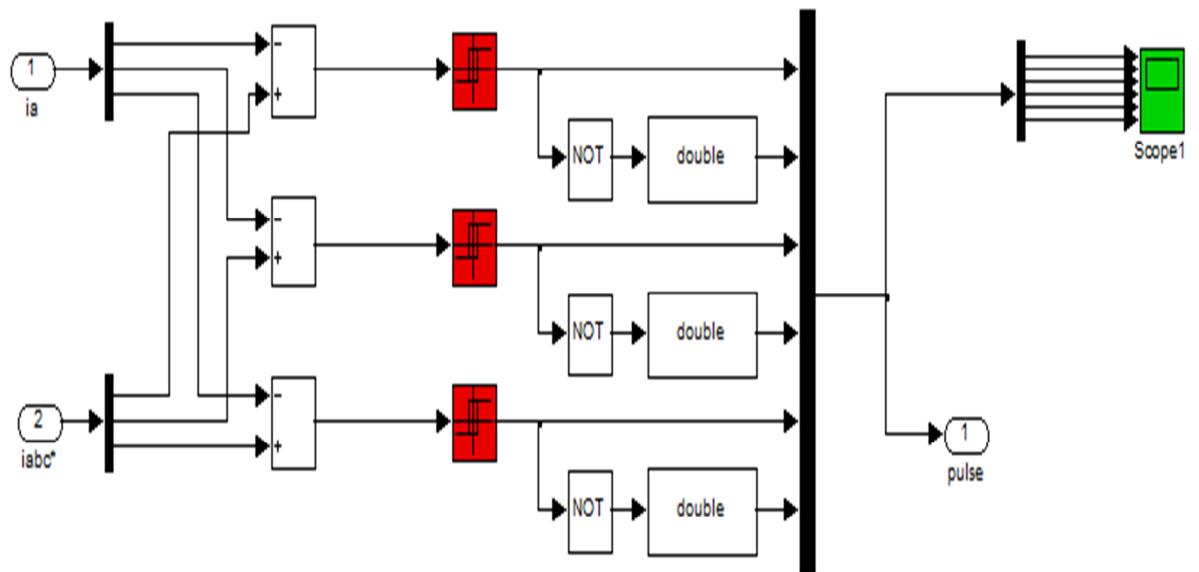 1
ia
-
+
NOT
double
Scope1
-
+
NOT
double
2
iabc*
-
+
NOT
double
1
pulse